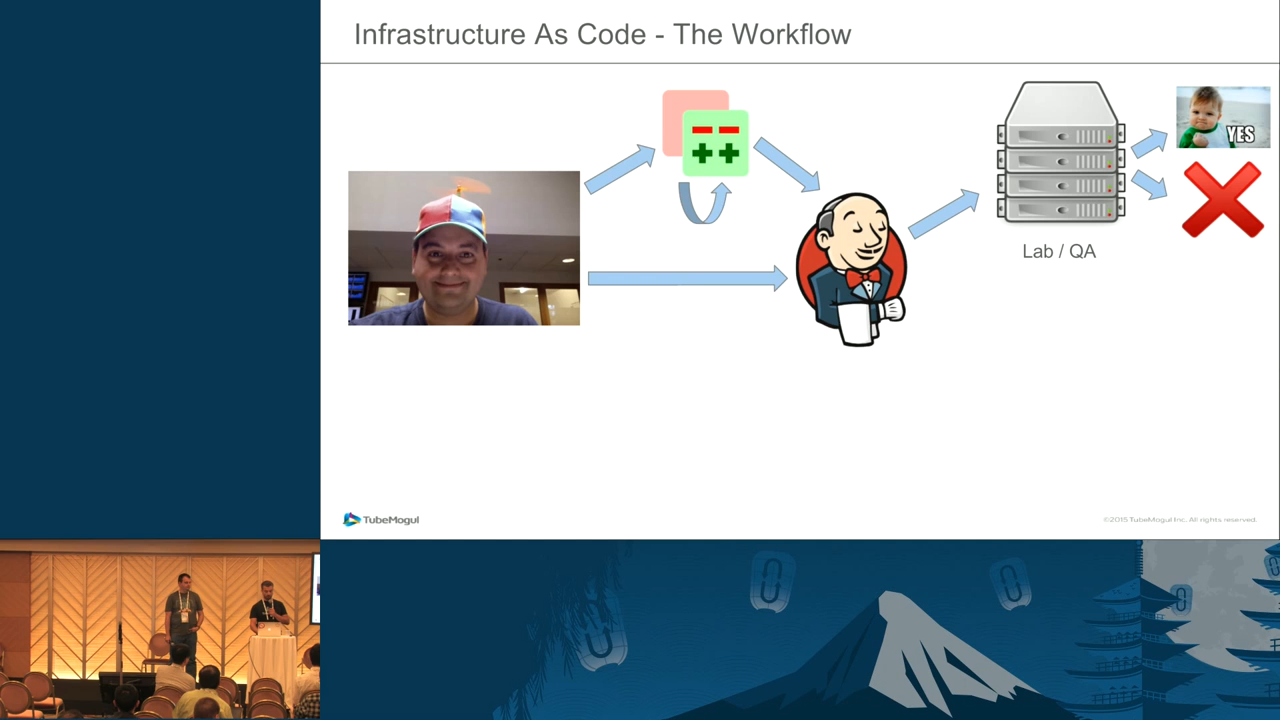 Infrastructure As Code - The Workflow
YES
Lab / QA
TubeMogul
©2015 TubeMogul Inc. All rights reserved.